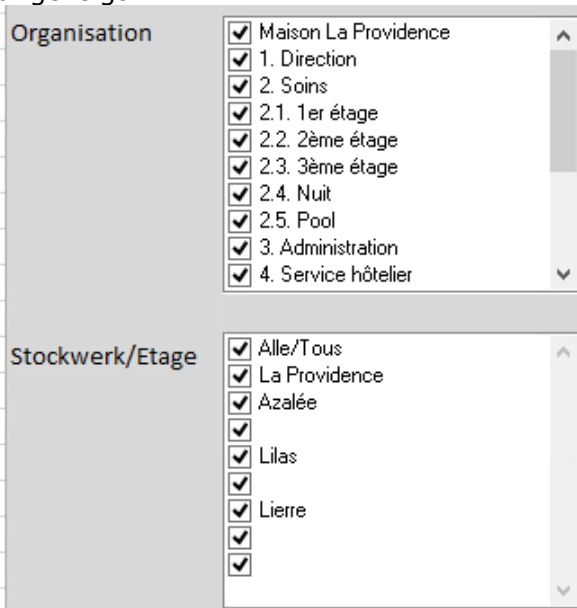 Organisation
Maison La Providence
1. Direction
2. Soins
2.1. 1er étage
2.2. 2ème étage
2.3. 3ème étage
2.4. Nuit
2.5. Pool
3. Administration
4. Service hôtelier
Stockwerk/Etage
Alle/Tous
La Providence
Azalée
Lilas
Lierre